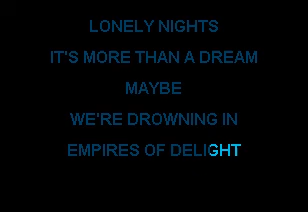 LONELY NIGHTS
IT'S MORE THAN A DREAM
MAYBE
WE'RE DROWNING IN
EMPIRES OF DELIGHT